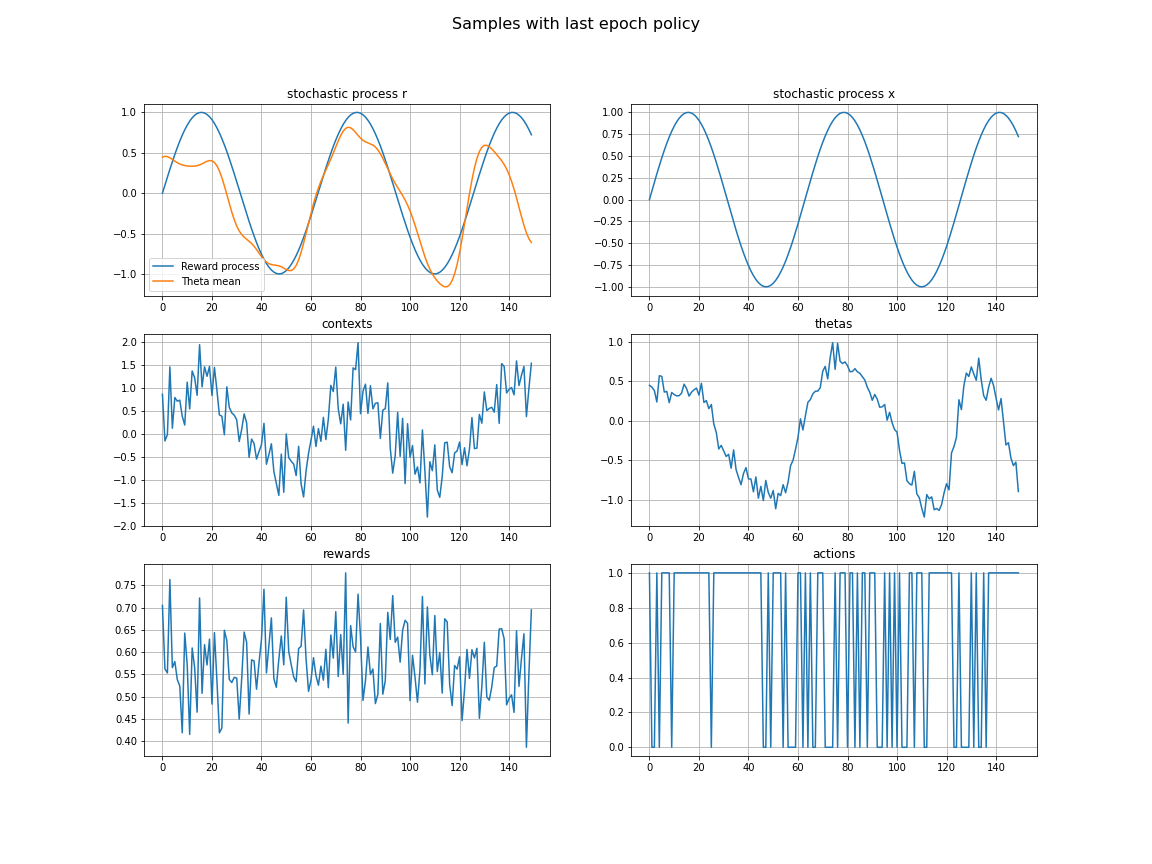 Samples with last epoch policy
stochastic process r
1.0
0.5
0.0
−0.5
−1.0
Reward process
Theta mean
0 20 40 60 80 100 120 140
stochastic process x
1.00
0.75
0.50
0.25
0.00
−0.25
−0.50
−0.75
−1.00
0 20 40 60 80 100 120 140
contexts
2.0
1.5
1.0
0.5
0.0
−0.5
−1.0
−1.5
−2.0
0 20 40 60 80 100 120 140
thetas
1.0
0.5
0.0
−0.5
−1.0
0 20 40 60 80 100 120 140
rewards
0.75
0.70
0.65
0.60
0.55
0.50
0.45
0.40
0 20 40 60 80 100 120 140
actions
1.0
0.8
0.6
0.4
0.2
0.0
0 20 40 60 80 100 120 140